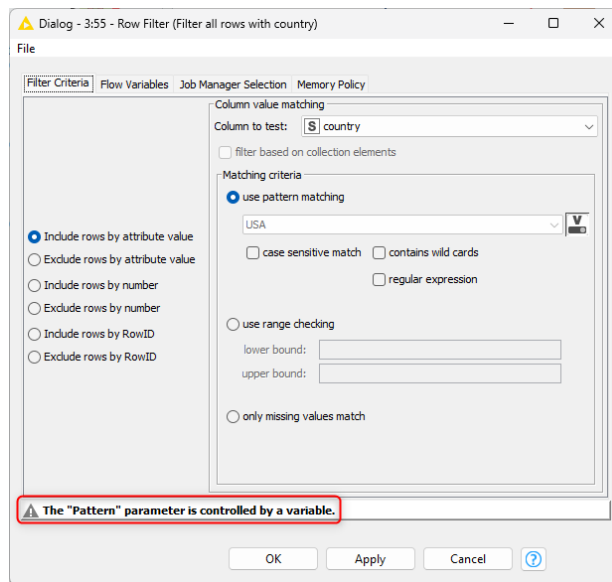 Dialog - 3:55 - Row Filter (Filter all rows with country)
File
Filter Criteria Flow Variables Job Manager Selection Memory Policy
Column value matching
Column to test: S country
filter based on collection elements
Matching criteria
use pattern matching
USA
V
case sensitive match contains wild cards
regular expression
Include rows by attribute value
Exclude rows by attribute value
Include rows by number
Exclude rows by number
Include rows by RowID
Exclude rows by RowID
use range checking
lower bound:
upper bound:
only missing values match
The "Pattern" parameter is controlled by a variable.
OK Apply Cancel ?